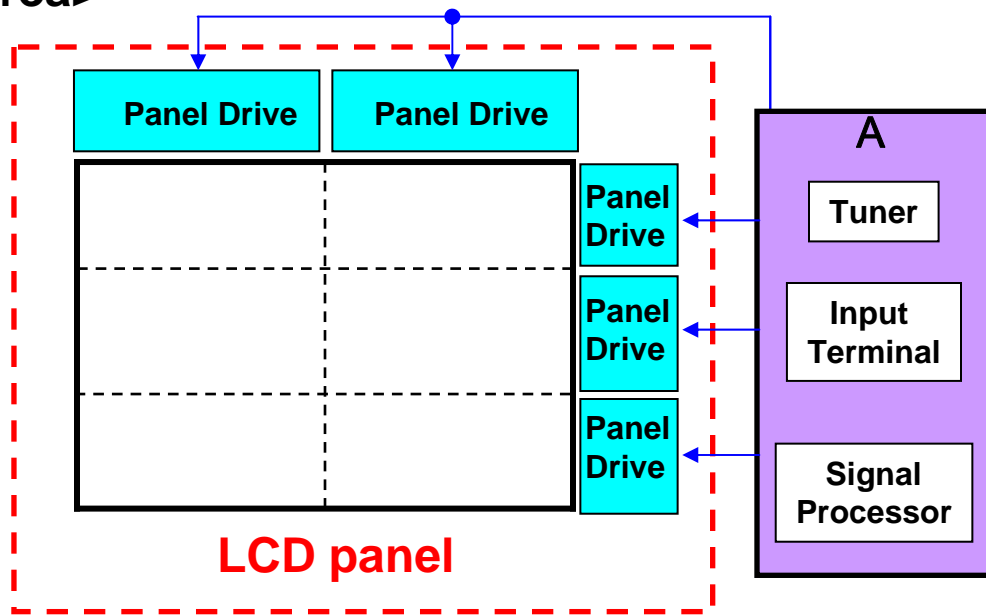 Panel Drive
Panel Drive
A
Panel
Drive
Tuner
Panel
Drive
Input
Terminal
Panel
Drive
Signal
Processor
LCD panel